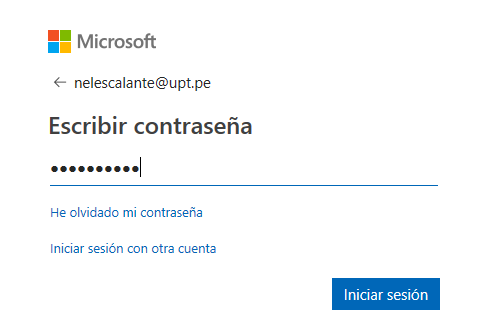 Microsoft
← nelescalante@upt.pe
Escribir contraseña
●●●●●●●●●●
He olvidado mi contraseña
Iniciar sesión con otra cuenta
Iniciar sesión